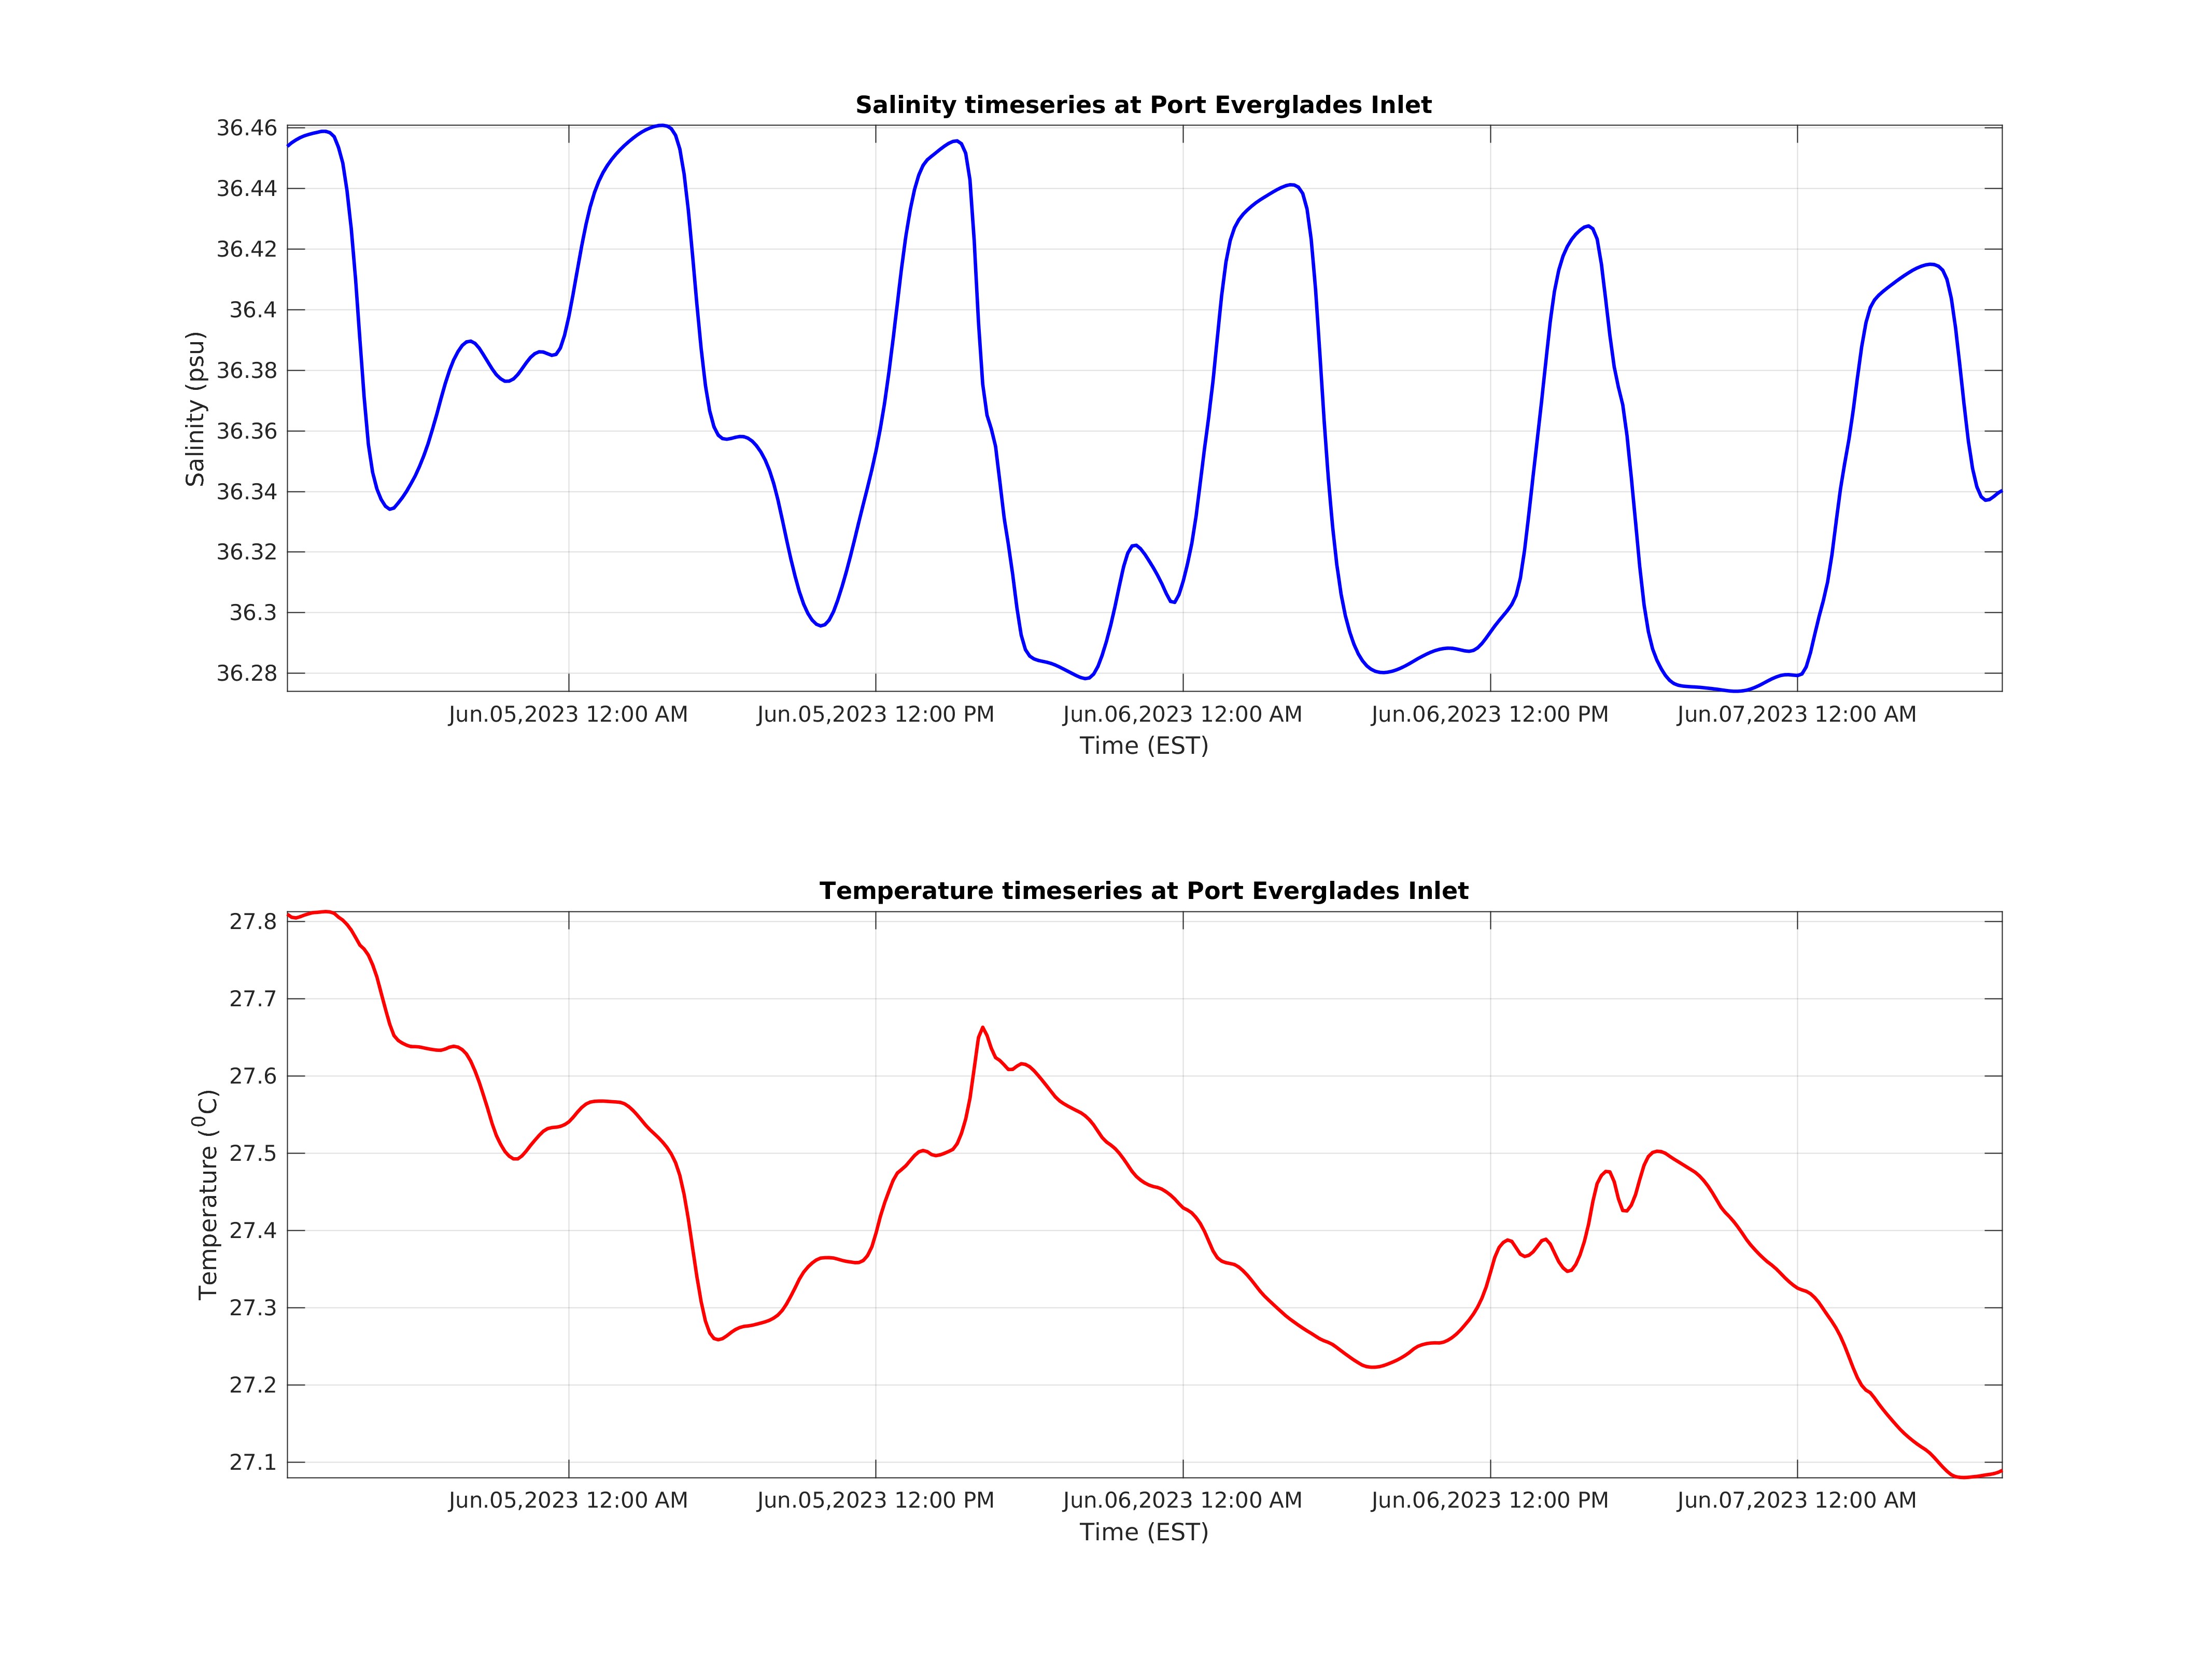 Salinity timeseries at Port Everglades Inlet
36.46
36.44
36.42
36.4
36.38
36.36
36.34
36.32
36.3
36.28
Salinity (psu)
Jun.05,2023 12:00 AM Jun.05,2023 12:00 PM Jun.06,2023 12:00 AM Jun.06,2023 12:00 PM Jun.07,2023 12:00 AM
Time (EST)
Temperature timeseries at Port Everglades Inlet
27.8
27.7
27.6
27.5
27.4
27.3
27.2
27.1
Temperature (⁰C)
Jun.05,2023 12:00 AM Jun.05,2023 12:00 PM Jun.06,2023 12:00 AM Jun.06,2023 12:00 PM Jun.07,2023 12:00 AM
Time (EST)